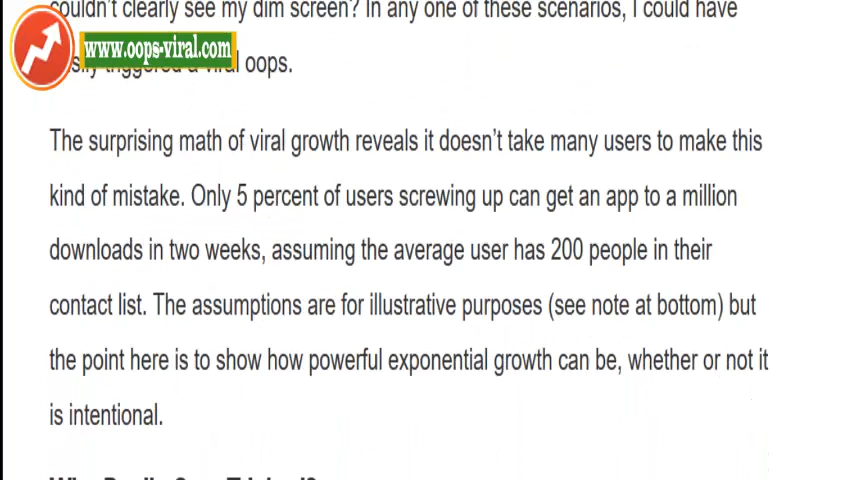 couldn't clearly see my dim screen? In any one of these scenarios, I could have
www.oops-viral.com
oops.
The surprising math of viral growth reveals it doesn't take many users to make this
kind of mistake. Only 5 percent of users screwing up can get an app to a million
downloads in two weeks, assuming the average user has 200 people in their
contact list. The assumptions are for illustrative purposes (see note at bottom) but
the point here is to show how powerful exponential growth can be, whether or not it
is intentional.